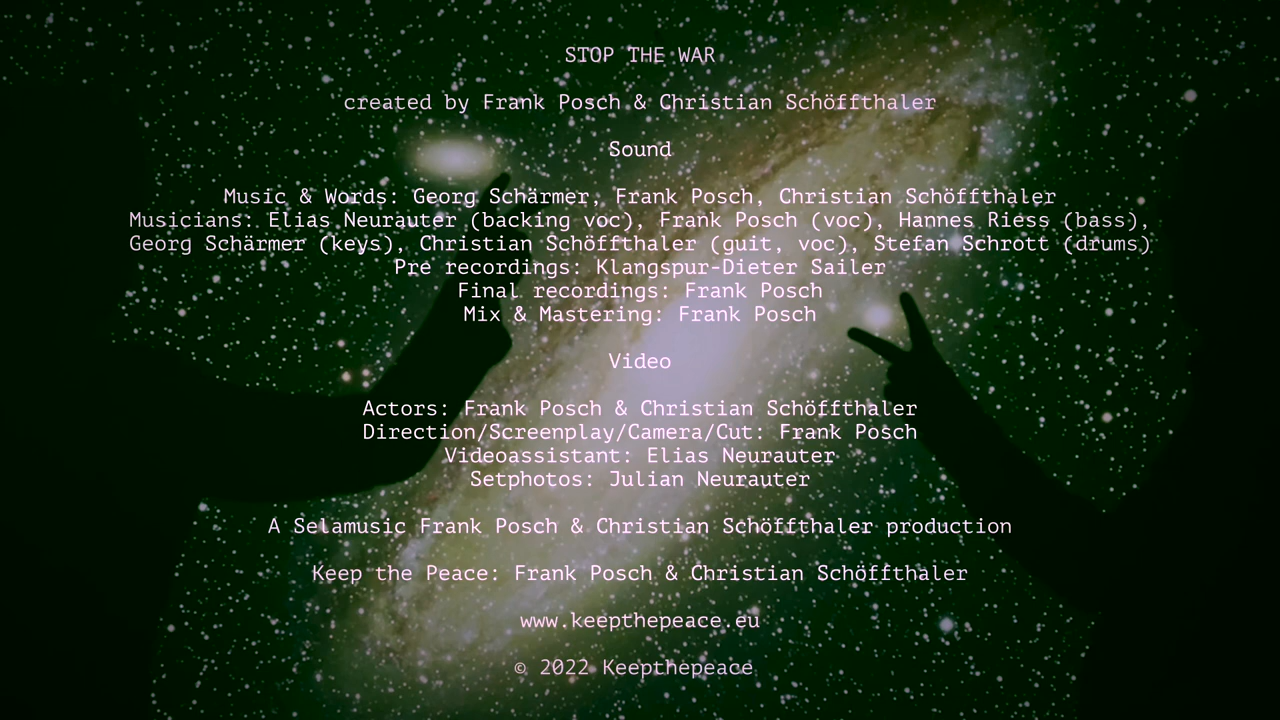 STOP THE WAR
created by Frank Posch & Christian Schöffthaler
Sound
Music & Words: Georg Schärmer, Frank Posch, Christian Schöffthaler
Musicians: Elias Neurauter (backing voc), Frank Posch (voc), Hannes Riess (bass),
Georg Schärmer (keys), Christian Schöffthaler (guit, voc), Stefan Schrott (drums)
Pre recordings: Klangspur-Dieter Sailer
Final recordings: Frank Posch
Mix & Mastering: Frank Posch
Video
Actors: Frank Posch & Christian Schöffthaler
Direction/Screenplay/Camera/Cut: Frank Posch
Videoassistant: Elias Neurauter
Setphotos: Julian Neurauter
A Selamusic Frank Posch & Christian Schöffthaler production
Keep the Peace: Frank Posch & Christian Schöffthaler
www.keepthepeace.eu
© 2022 Keepthepeace